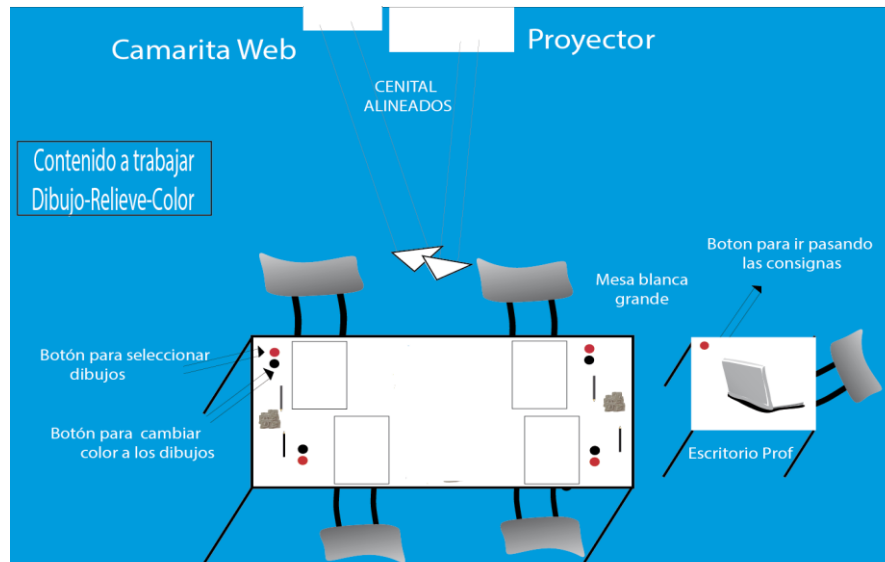 Camarita Web
Proyector
CENITAL
ALINEADOS
Contenido a trabajar
Dibujo-Relieve-Color
Boton para ir pasando
las consignas
Mesa blanca
grande
Botón para seleccionar
dibujos
Botón para cambiar
color a los dibujos
Escritorio Prof